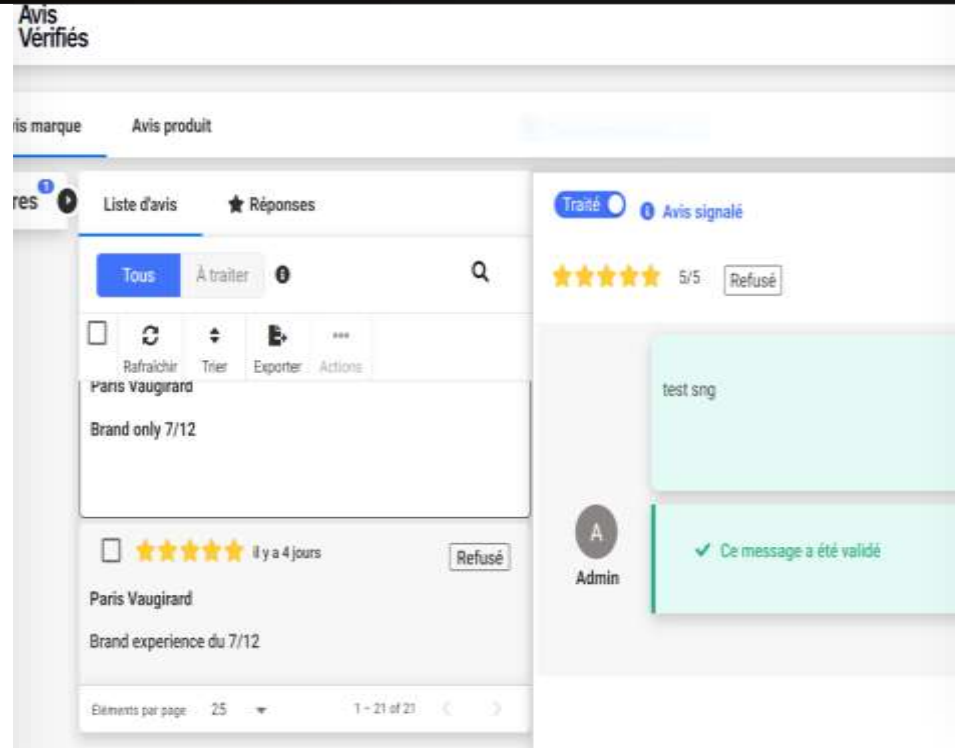 Avis
Vérifiés
is marque Avis produit
res 1
Liste d'avis Réponses
Tous À traiter
Rafraîchir Trier Exporter Actions
Paris Vaugirard
Brand only 7/12
il y a 4 jours Refusé
Paris Vaugirard
Brand experience du 7/12
Éléments par page 25 1 - 21 of 21
Traité Avis signalé
5/5 Refusé
test sng
A
Admin
Ce message a été validé